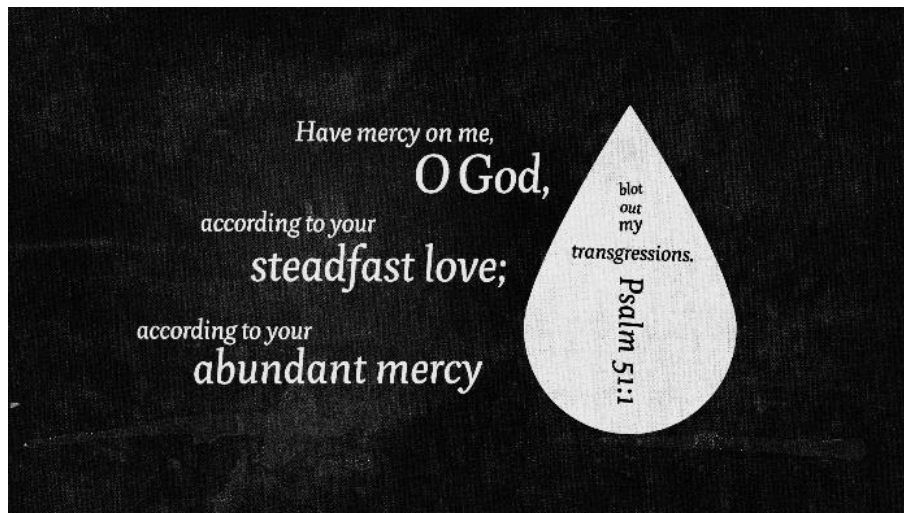 Have mercy on me,
O God,
according to your
steadfast love;
according to your
abundant mercy
blot
out
my
transgressions.
Psalm 51:1